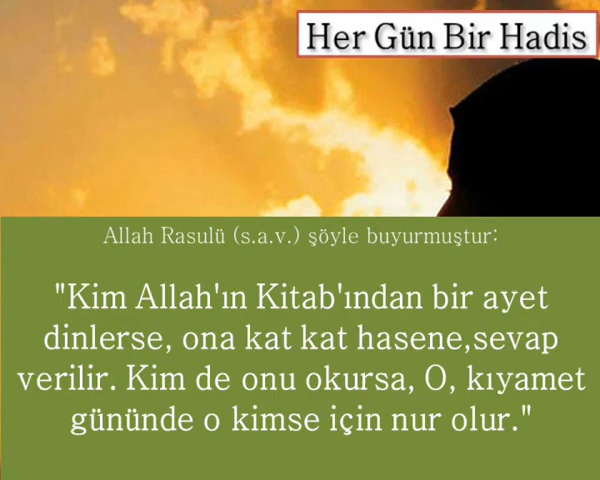 Her Gün Bir Hadis
Allah Rasulü (s.a.v.) şöyle buyurmuştur:
"Kim Allah'ın Kitab'ından bir ayet
dinlerse, ona kat kat hasene,sevap
verilir. Kim de onu okursa, O, kıyamet
gününde o kimse için nur olur."